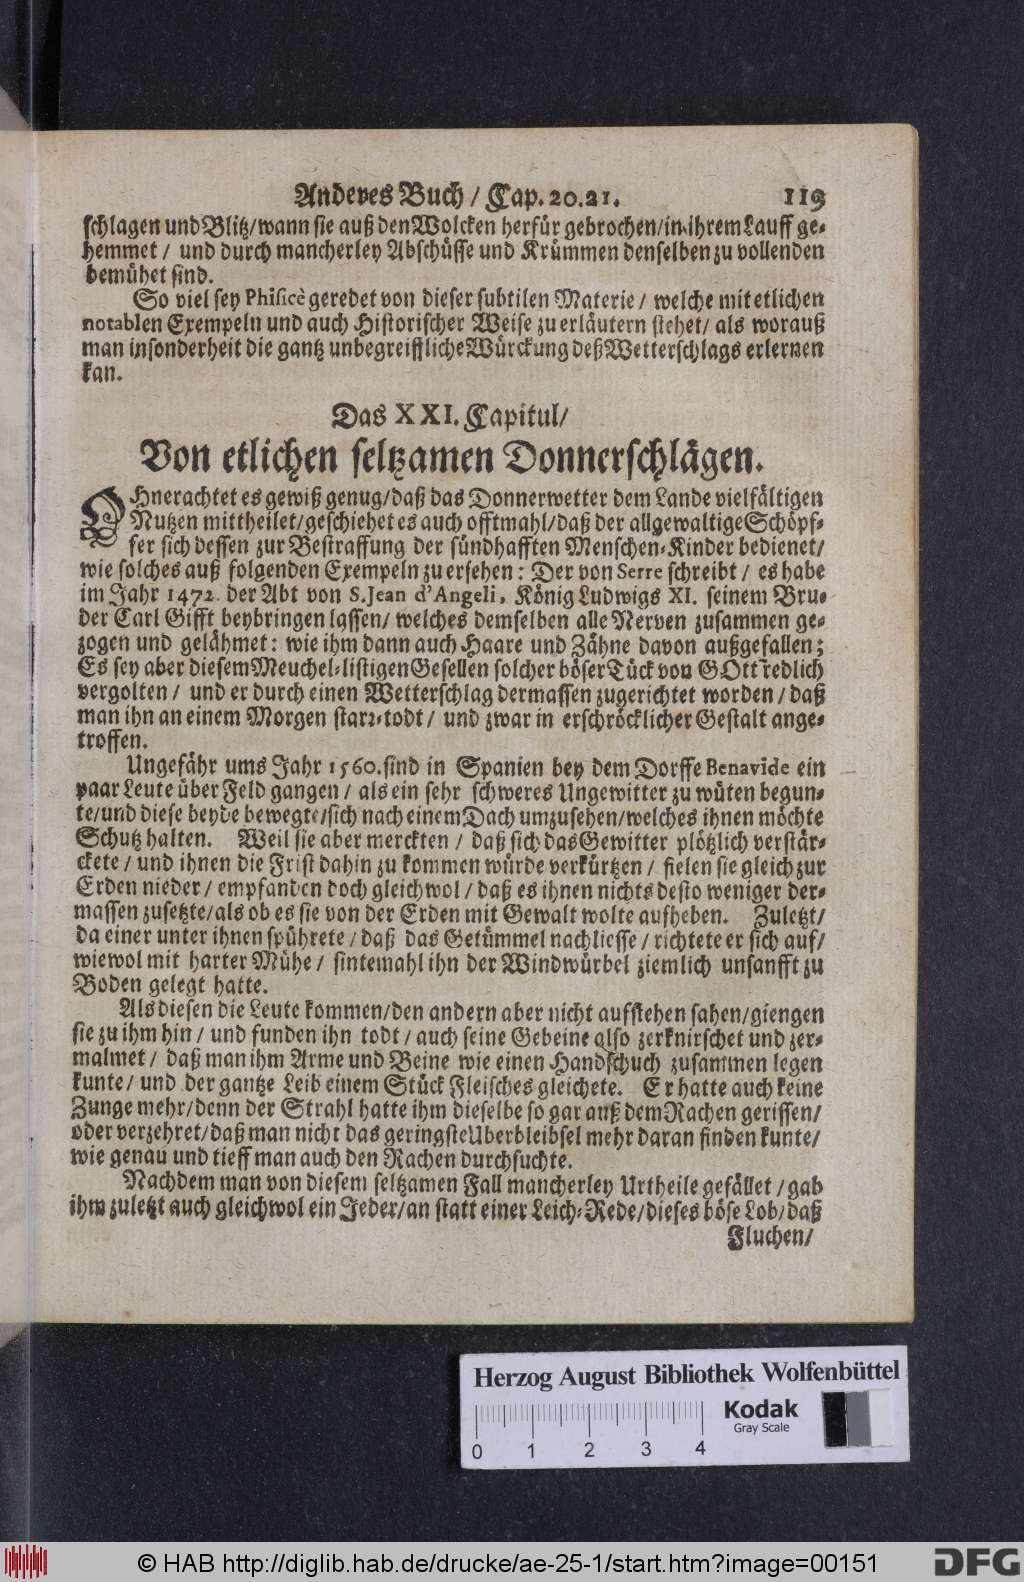 Anderes Buch / Cap. 20. 21. 119
schlagen und Blitz / wann sie auß den Wolcken herfür gebrochen / in ihrem Lauff ge-
hemmet / und durch mancherley Abschüsse und Krümmen denselben zu vollenden
bemühet sind.
So viel sey Phisicè geredet von dieser subtilen Materie / welche mit etlichen
notablen Exempeln und auch Historischer Weise zu erläutern stehet / als worauß
man insonderheit die gantz unbegreiffliche Würckung deß Wetterschlags erlernen
kan.
Das XXI. Capitul /
Von etlichen seltzamen Donnerschlägen.
OHnerachtet es gewiß genug / daß das Donnerwetter dem Lande vielfältigen
Nutzen mittheilet / geschiehet es auch offtmahl / daß der allgewaltige Schöpf-
fer sich dessen zur Bestraffung der sündhafften Menschen-Kinder bedienet /
wie solches auß folgenden Exempeln zu ersehen: Der von Serre schreibt / es habe
im Jahr 1472. der Abt von S. Jean d'Angeli, König Ludwigs XI. seinem Bru-
der Carl Gifft beybringen lassen / welches demselben alle Nerven zusammen ge-
zogen und gelähmet: wie ihm dann auch Haare und Zähne davon außgefallen;
Es sey aber diesem Meuchel-listigen Gesellen solcher böser Tück von GOtt redlich
vergolten / und er durch einen Wetterschlag dermassen zugerichtet worden / daß
man ihn an einem Morgen starr-todt / und zwar in erschröcklicher Gestalt ange-
troffen.
Ungefähr ums Jahr 1560. sind in Spanien bey dem Dorffe Benavide ein
paar Leute über Feld gangen / als ein sehr schweres Ungewitter zu wüten begun-
te / und diese beyde bewegte / sich nach einem Dach umzusehen / welches ihnen möchte
Schutz halten. Weil sie aber merckten / daß sich das Gewitter plötzlich verstär-
ckete / und ihnen die Frist dahin zu kommen würde verkürtzen / fielen sie gleich zur
Erden nieder / empfanden doch gleichwol / daß es ihnen nichts desto weniger der-
massen zusetzte / als ob es sie von der Erden mit Gewalt wolte aufheben. Zuletzt /
da einer unter ihnen spührete / daß das Getümmel nachliesse / richtete er sich auf /
wiewol mit harter Mühe / sintemahl ihn der Windwürbel ziemlich unsanfft zu
Boden gelegt hatte.
Als diesen die Leute kommen / den andern aber nicht aufstehen sahen / giengen
sie zu ihm hin / und funden ihn todt / auch seine Gebeine also zerknirschet und zer-
malmet / daß man ihm Arme und Beine wie einen Handschuch zusammen legen
kunte / und der gantze Leib einem Stück Fleisches gleichete. Er hatte auch keine
Zunge mehr / denn der Strahl hatte ihm dieselbe so gar auß dem Rachen gerissen /
oder verzehret / daß man nicht das geringste Uberbleibsel mehr daran finden kunte /
wie genau und tieff man auch den Rachen durchsuchte.
Nachdem man von diesem seltzamen Fall mancherley Urtheile gefället / gab
ihm zuletzt auch gleichwol ein Jeder / an statt einer Leich-Rede / dieses böse Lob / daß
Fluchen /
Herzog August Bibliothek Wolfenbüttel
Kodak
Gray Scale
0 1 2 3 4
© HAB http://diglib.hab.de/drucke/ae-25-1/start.htm?image=00151
DFG